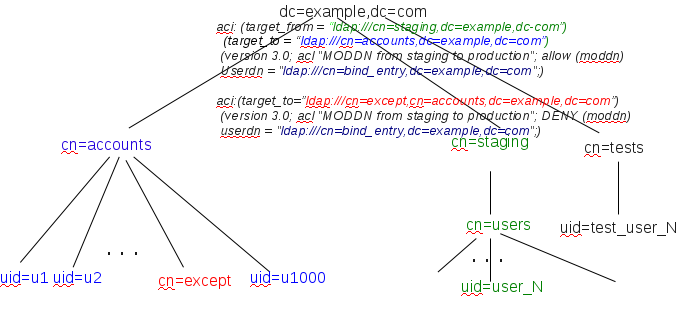 dc=example,dc=com
aci: (target_from = "ldap:///cn=staging,dc=example,dc-com")
(target_to = "ldap:///cn=accounts,dc=example,dc=com")
(version 3.0; acl "MODDN from staging to production"; allow (moddn)
Userdn = "ldap:///cn=bind_entry,dc=example,dc=com";)
aci:(target_to="ldap:///cn=except,cn=accounts,dc=example,dc=com")
(version 3.0; acl "MODDN from staging to production"; DENY (moddn)
userdn = "ldap:///cn=bind_entry,dc=example,dc=com";)
cn=accounts
cn=staging
cn=tests
cn=users
uid=test_user_N
. . .
. . .
uid=u1
uid=u2
cn=except
uid=u1000
uid=user_N